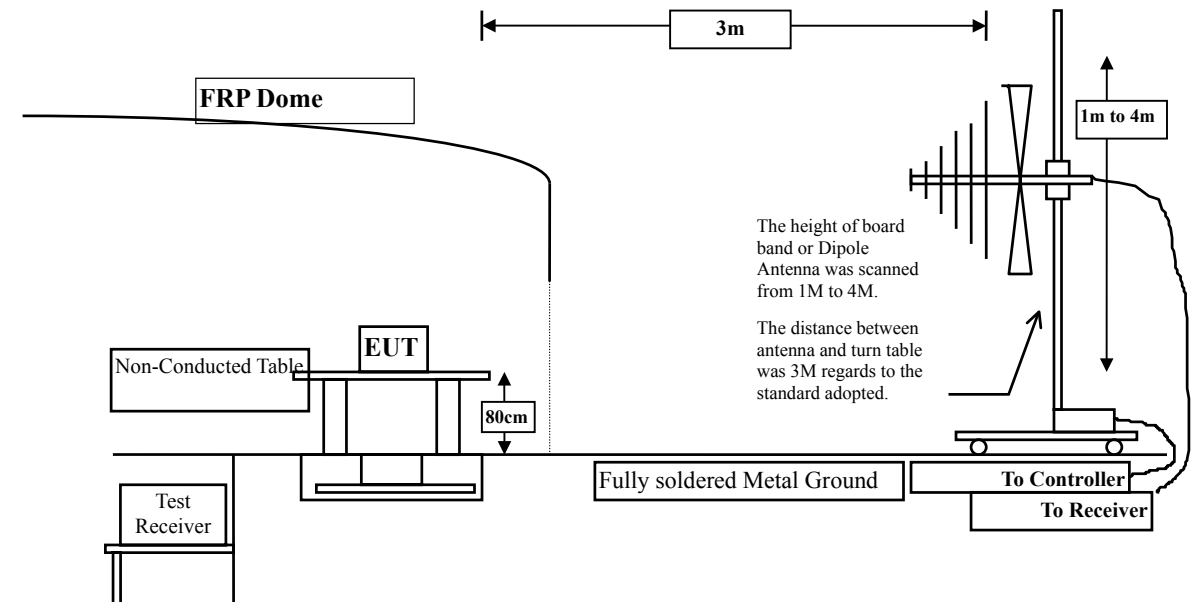 3m
FRP Dome
1m to 4m
The height of board
band or Dipole
Antenna was scanned
from 1M to 4M.
The distance between
antenna and turn table
was 3M regards to the
standard adopted.
EUT
Non-Conducted Table
80cm
Fully soldered Metal Ground
To Controller
To Receiver
Test
Receiver